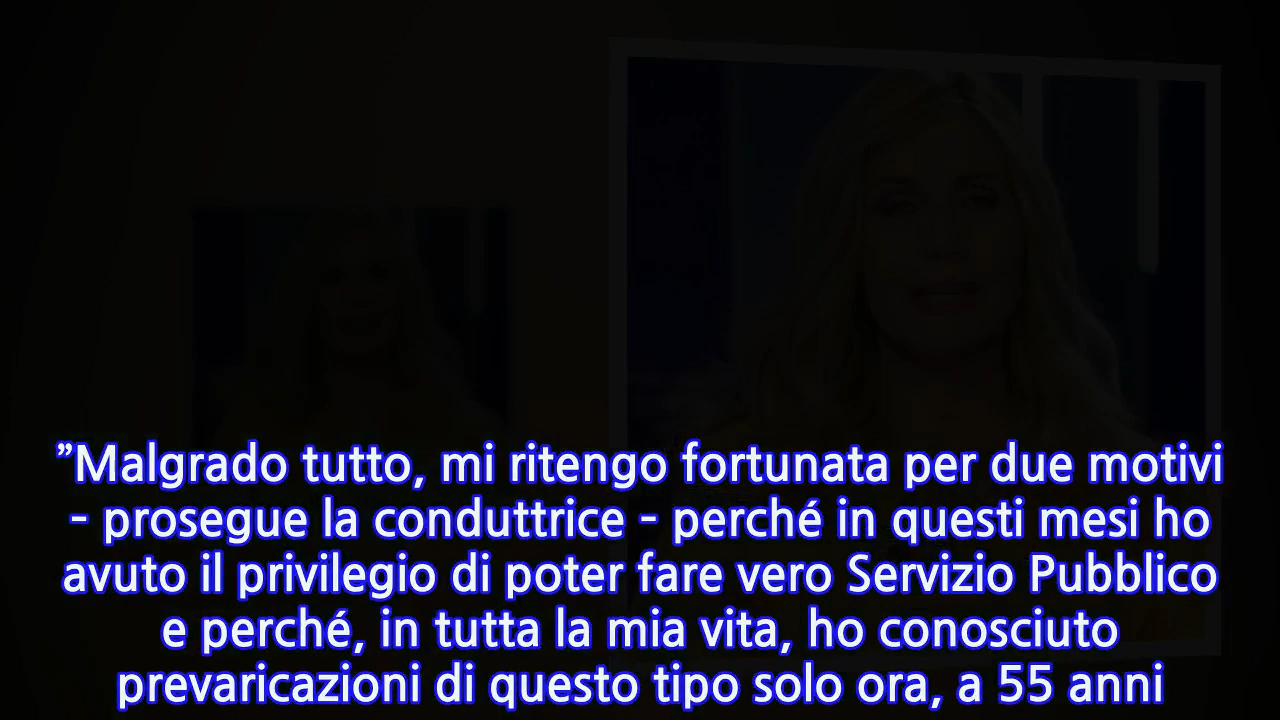 ”Malgrado tutto, mi ritengo fortunata per due motivi
- prosegue la conduttrice - perché in questi mesi ho
avuto il privilegio di poter fare vero Servizio Pubblico
e perché, in tutta la mia vita, ho conosciuto
prevaricazioni di questo tipo solo ora, a 55 anni